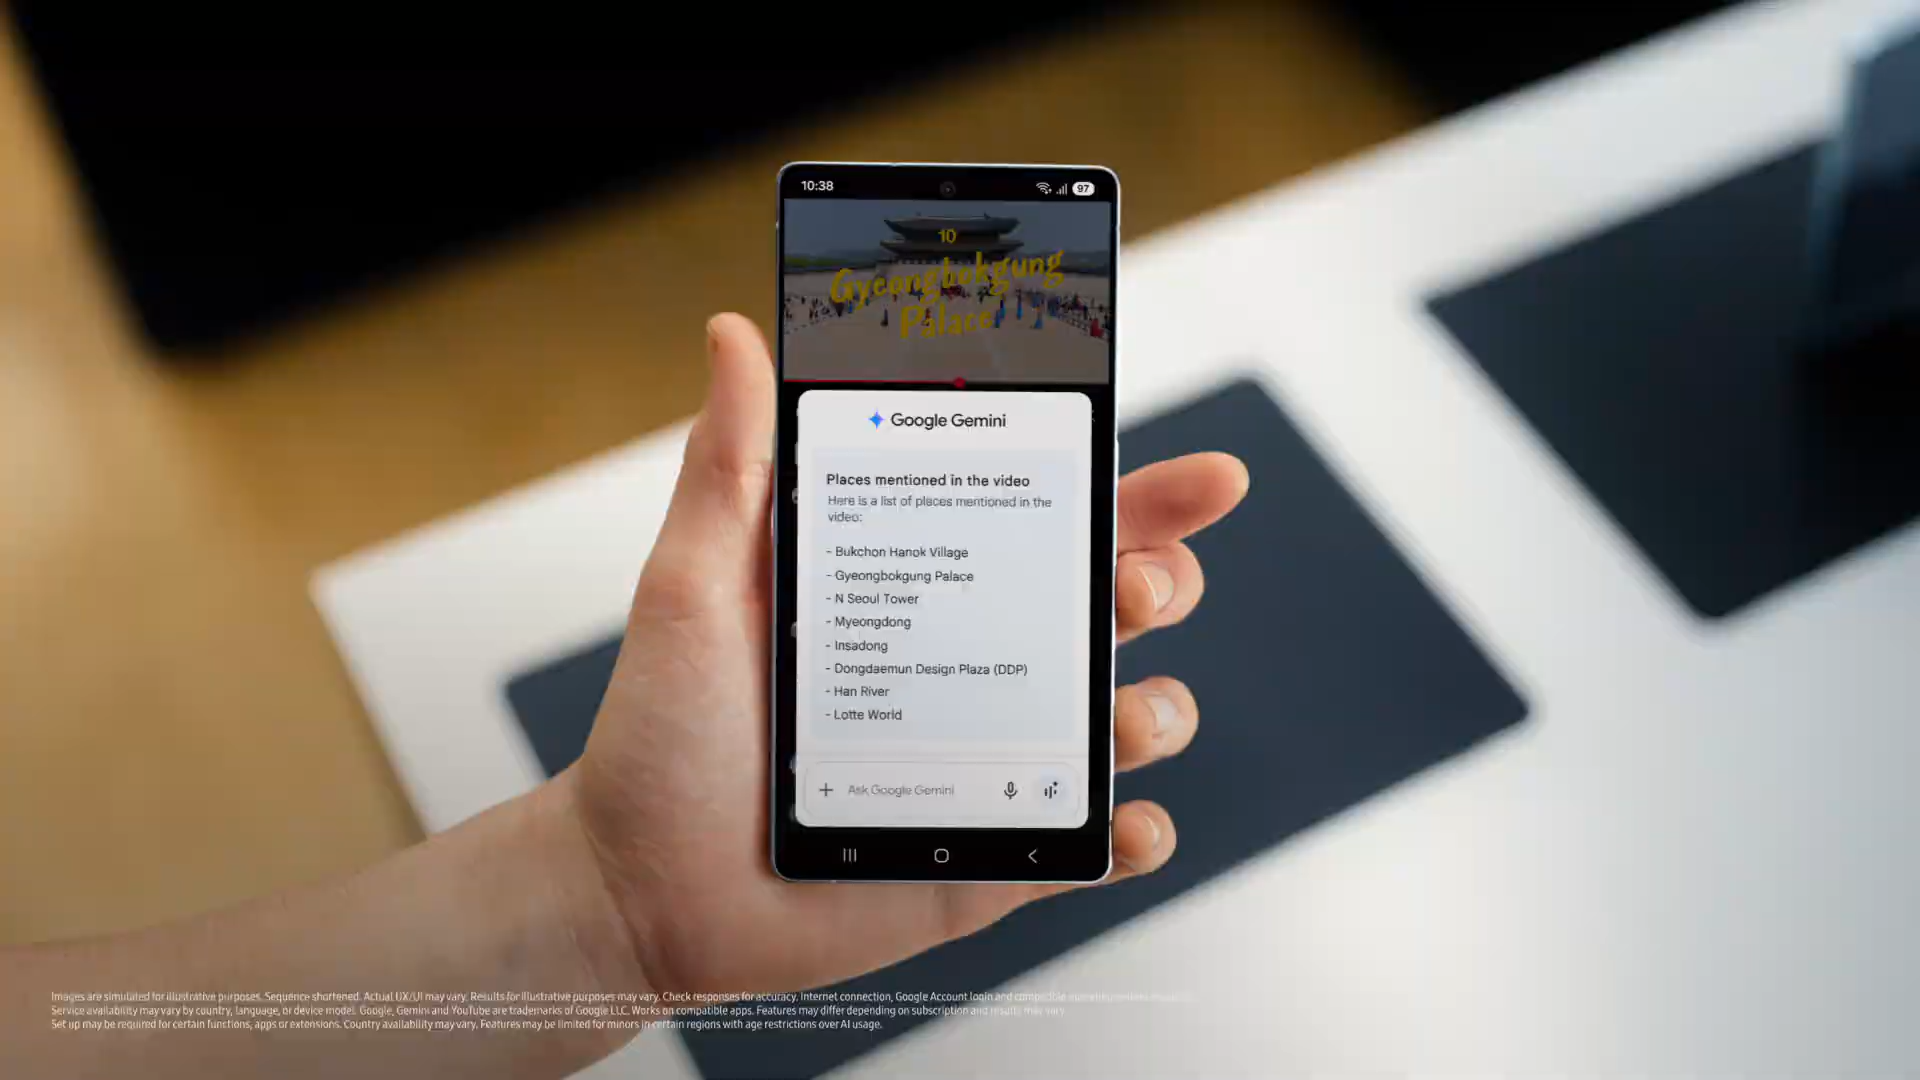 10:38
97
10
Gyeongbokgung
Palace
Google Gemini
Places mentioned in the video
Here is a list of places mentioned in the
video:
- Bukchon Hanok Village
- Gyeongbokgung Palace
- N Seoul Tower
- Myeongdong
- Insadong
- Dongdaemun Design Plaza (DDP)
- Han River
- Lotte World
Ask Google Gemini
Images are simulated for illustrative purposes. Sequence shortened. Actual UX/UI may vary. Results for illustrative purposes may vary. Check responses for accuracy. Internet connection, Google Account login and
Service availability may vary by country, language, or device model. Google, Gemini and YouTube are trademarks of Google LLC. Works on compatible apps. Features may differ depending on subscription and results may vary.
Set up may be required for certain functions, apps or extensions. Country availability may vary. Features may be limited for minors in certain regions with age restrictions over AI usage.